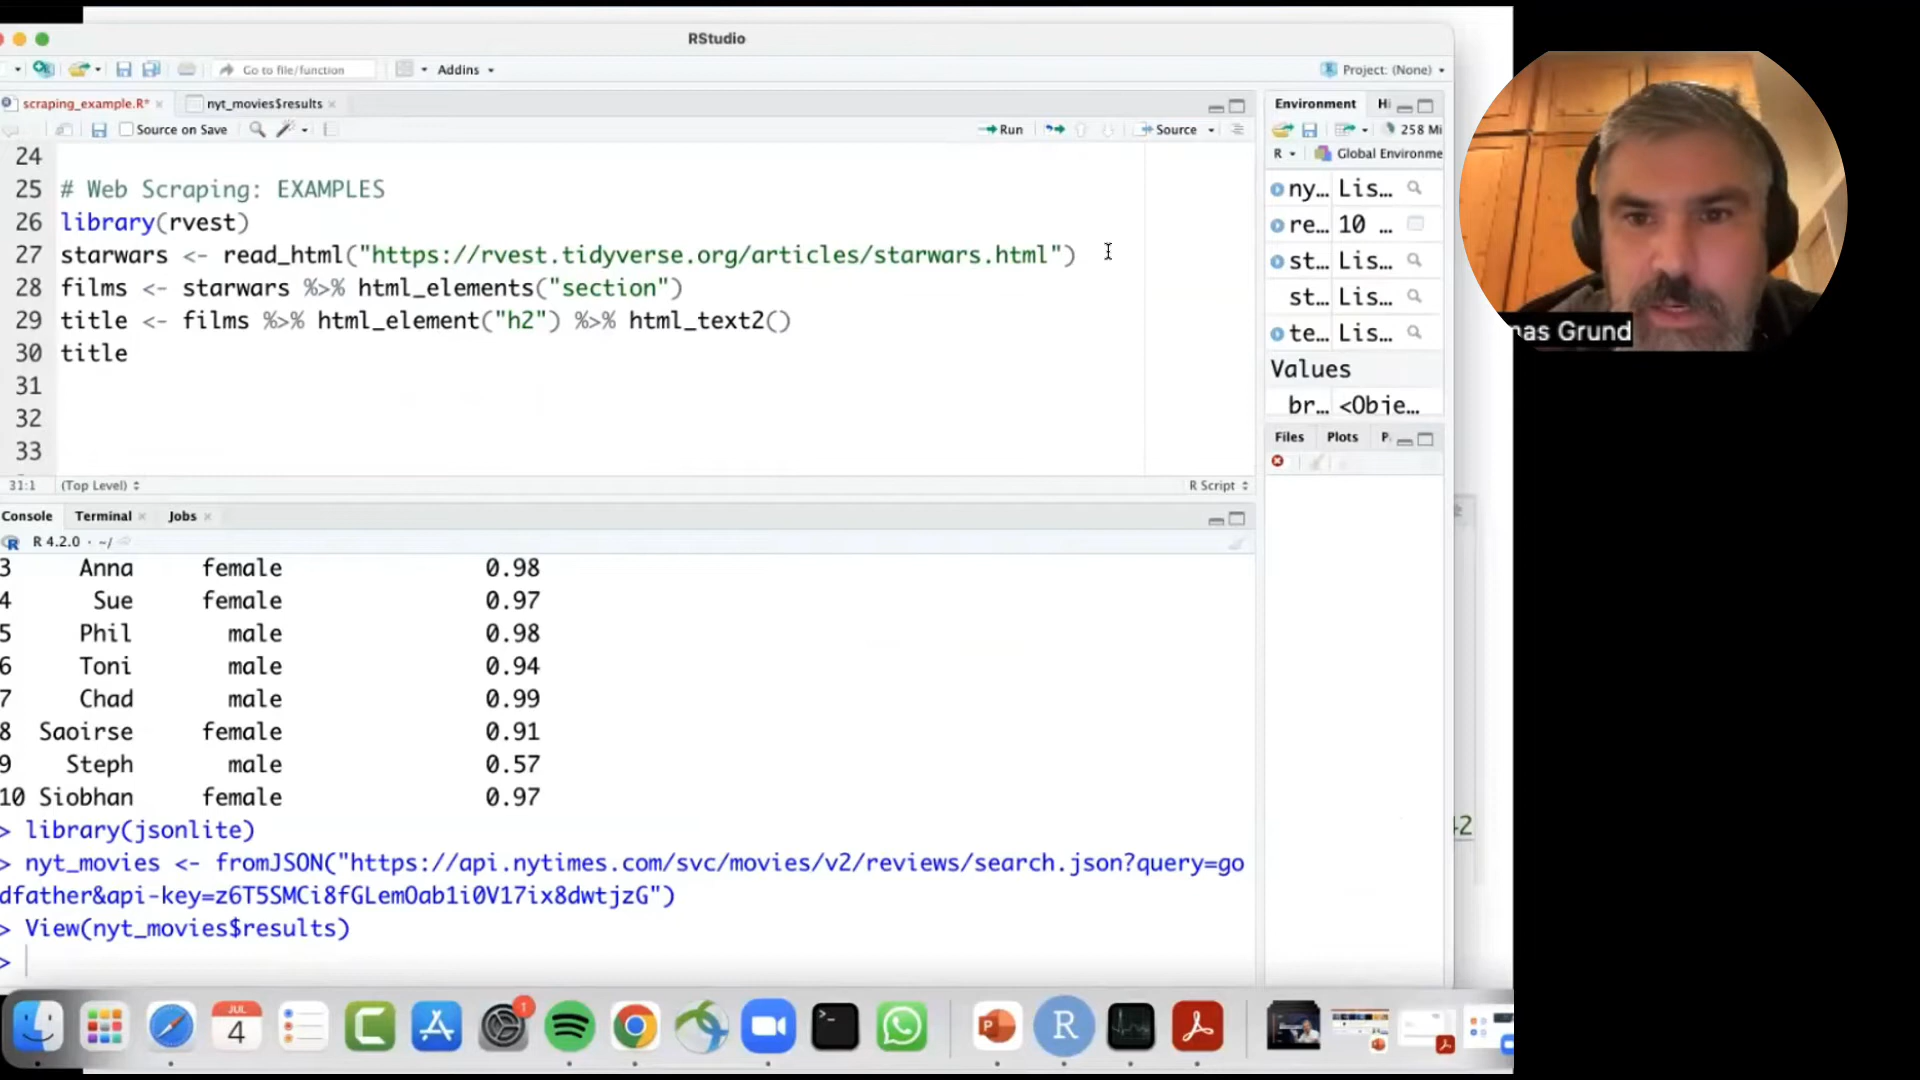 RStudio
Go to file/function
Addins
Project: (None)
scraping_example.R*
nyt_movies$results
Source on Save
Run
Source
24
25 # Web Scraping: EXAMPLES
26 library(rvest)
27 starwars <- read_html("https://rvest.tidyverse.org/articles/starwars.html")
28 films <- starwars %>% html_elements("section")
29 title <- films %>% html_element("h2") %>% html_text2()
30 title
31
32
33
31:1 (Top Level)
R Script
Console Terminal Jobs
R 4.2.0 · ~/
3 Anna female 0.98
4 Sue female 0.97
5 Phil male 0.98
6 Toni male 0.94
7 Chad male 0.99
8 Saoirse female 0.91
9 Steph male 0.57
10 Siobhan female 0.97
> library(jsonlite)
> nyt_movies <- fromJSON("https://api.nytimes.com/svc/movies/v2/reviews/search.json?query=go
dfather&api-key=z6T5SMCi8fGLemOab1i0V17ix8dwtjzG")
> View(nyt_movies$results)
>
Environment Hi
258 Mi
R Global Environme
ny… Lis…
re… 10 …
st… Lis…
st… Lis…
te… Lis…
Values
br… <Obje…
Files Plots P
42
nas Grund
JUL
4
1